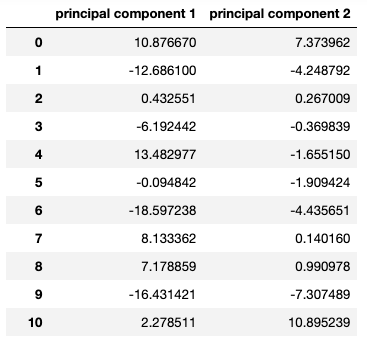 principal component 1 principal component 2
0 10.876670 7.373962
1 -12.686100 -4.248792
2 0.432551 0.267009
3 -6.192442 -0.369839
4 13.482977 -1.655150
5 -0.094842 -1.909424
6 -18.597238 -4.435651
7 8.133362 0.140160
8 7.178859 0.990978
9 -16.431421 -7.307489
10 2.278511 10.895239